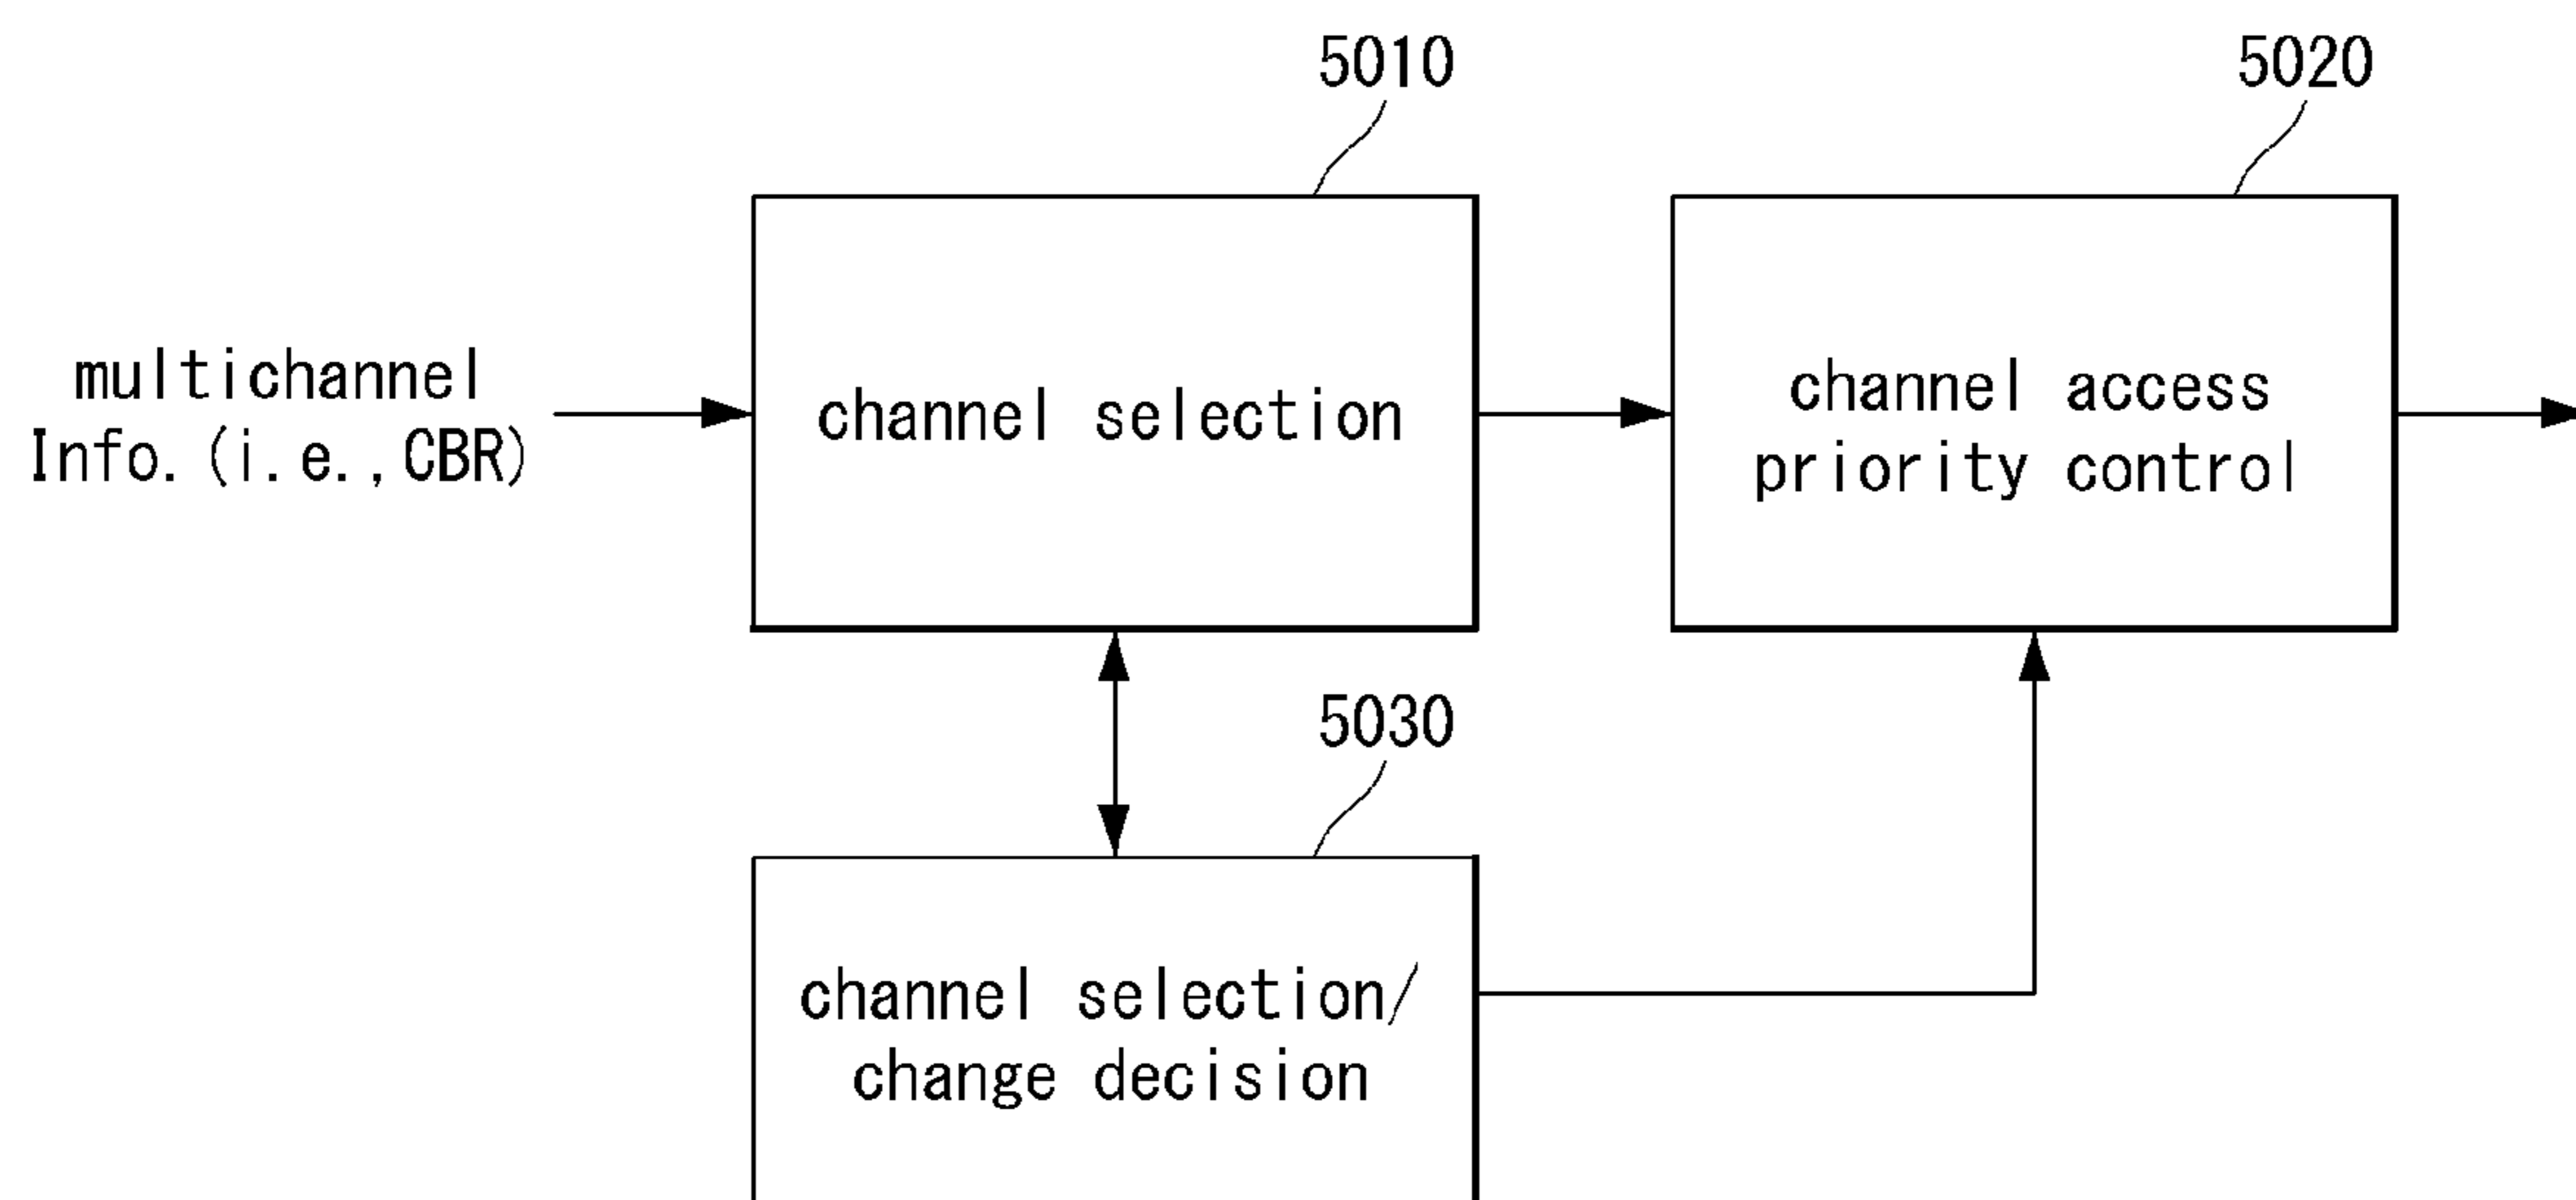 5010
5020
multichannel
Info.(i.e.,CBR)
channel selection
channel access
priority control
5030
channel selection/
change decision